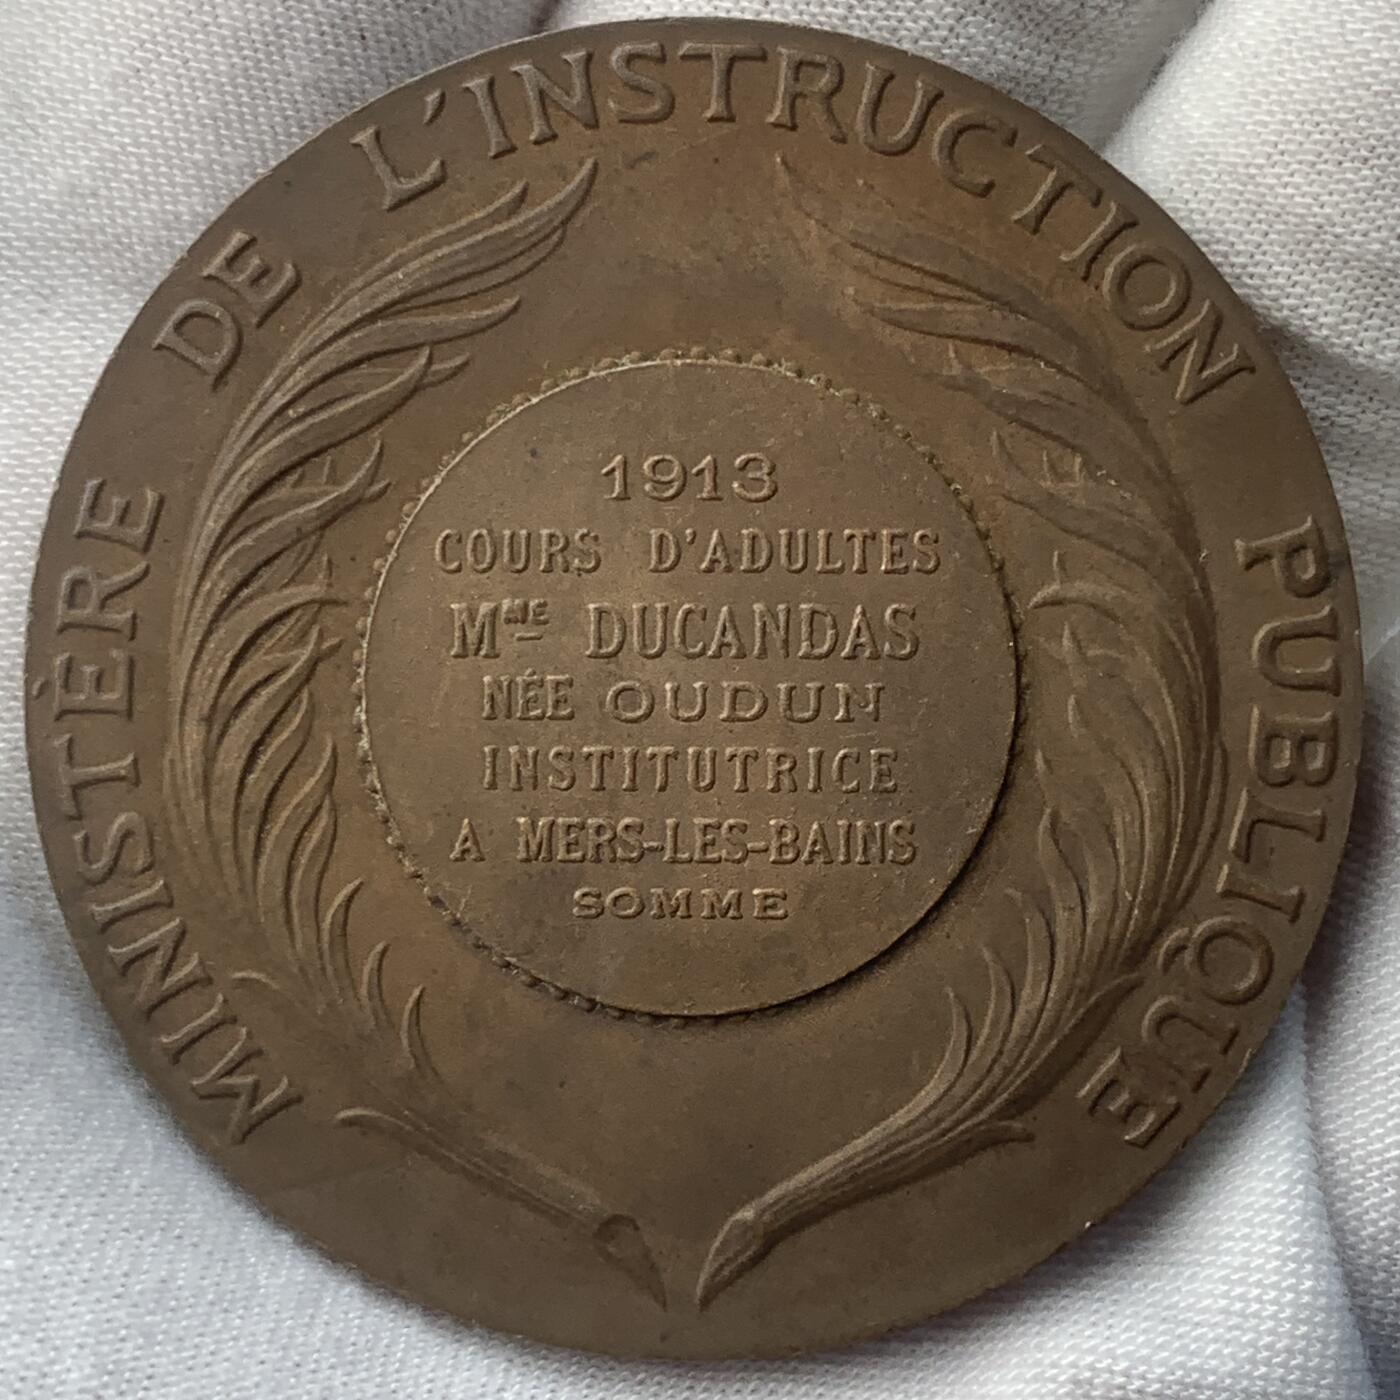 MINISTÈRE DE L'INSTRUCTION PUBLIQUE
1913
COURS D'ADULTES
MME DUCANDAS
NÉE OUDUN
INSTITUTRICE
A MERS-LES-BAINS
SOMME